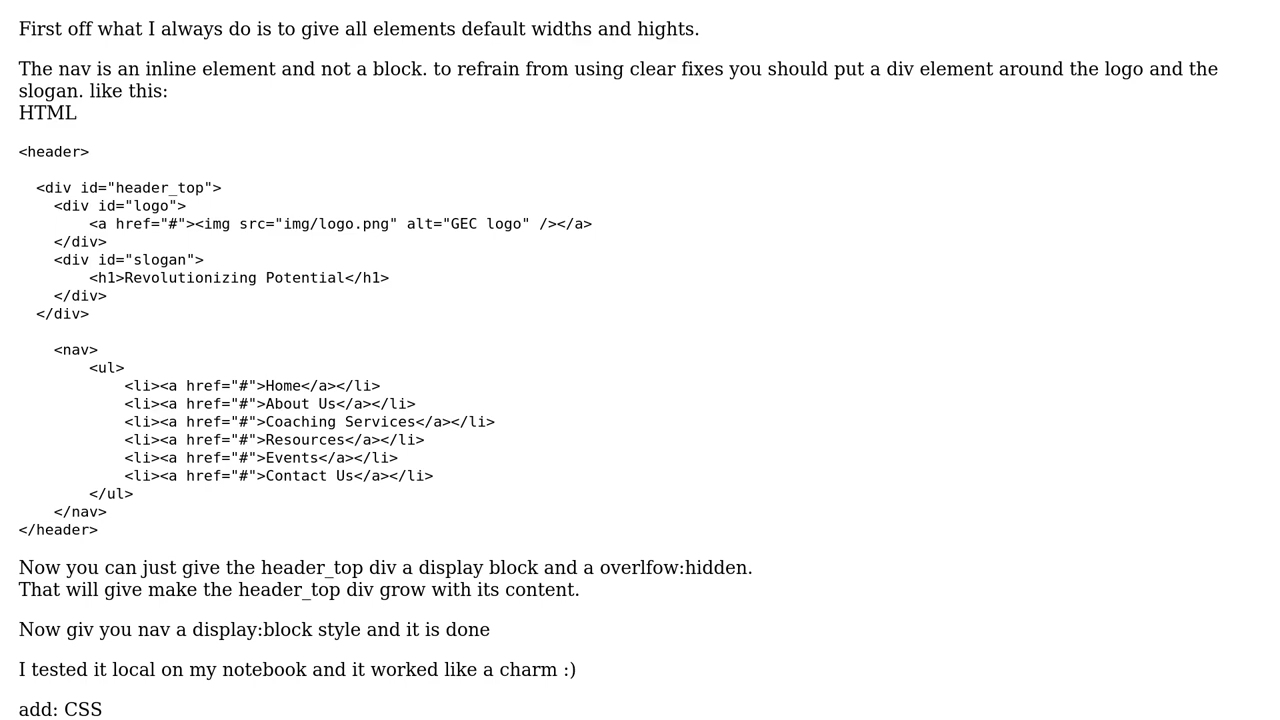 First off what I always do is to give all elements default widths and hights.
The nav is an inline element and not a block. to refrain from using clear fixes you should put a div element around the logo and the
slogan. like this:
HTML
<header>
  <div id="header_top">
    <div id="logo">
        <a href="#"><img src="img/logo.png" alt="GEC logo" /></a>
    </div>
    <div id="slogan">
        <h1>Revolutionizing Potential</h1>
    </div>
  </div>
    <nav>
        <ul>
            <li><a href="#">Home</a></li>
            <li><a href="#">About Us</a></li>
            <li><a href="#">Coaching Services</a></li>
            <li><a href="#">Resources</a></li>
            <li><a href="#">Events</a></li>
            <li><a href="#">Contact Us</a></li>
        </ul>
    </nav>
</header>
Now you can just give the header_top div a display block and a overlfow:hidden.
That will give make the header_top div grow with its content.
Now giv you nav a display:block style and it is done
I tested it local on my notebook and it worked like a charm :)
add: CSS